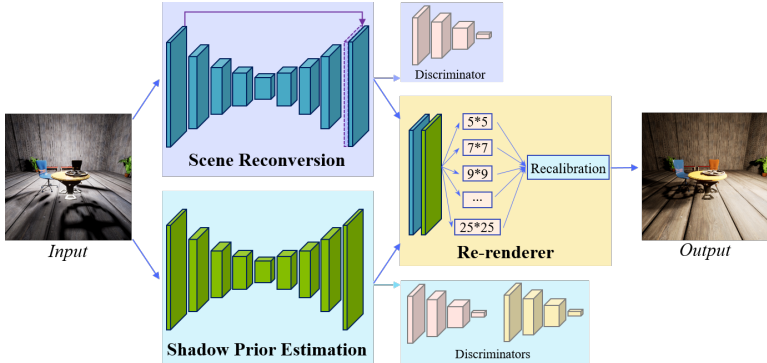 Discriminator
Scene Reconversion
5*5
7*7
9*9
...
25*25
Recalibration
Input
Re-renderer
Output
Shadow Prior Estimation
Discriminators